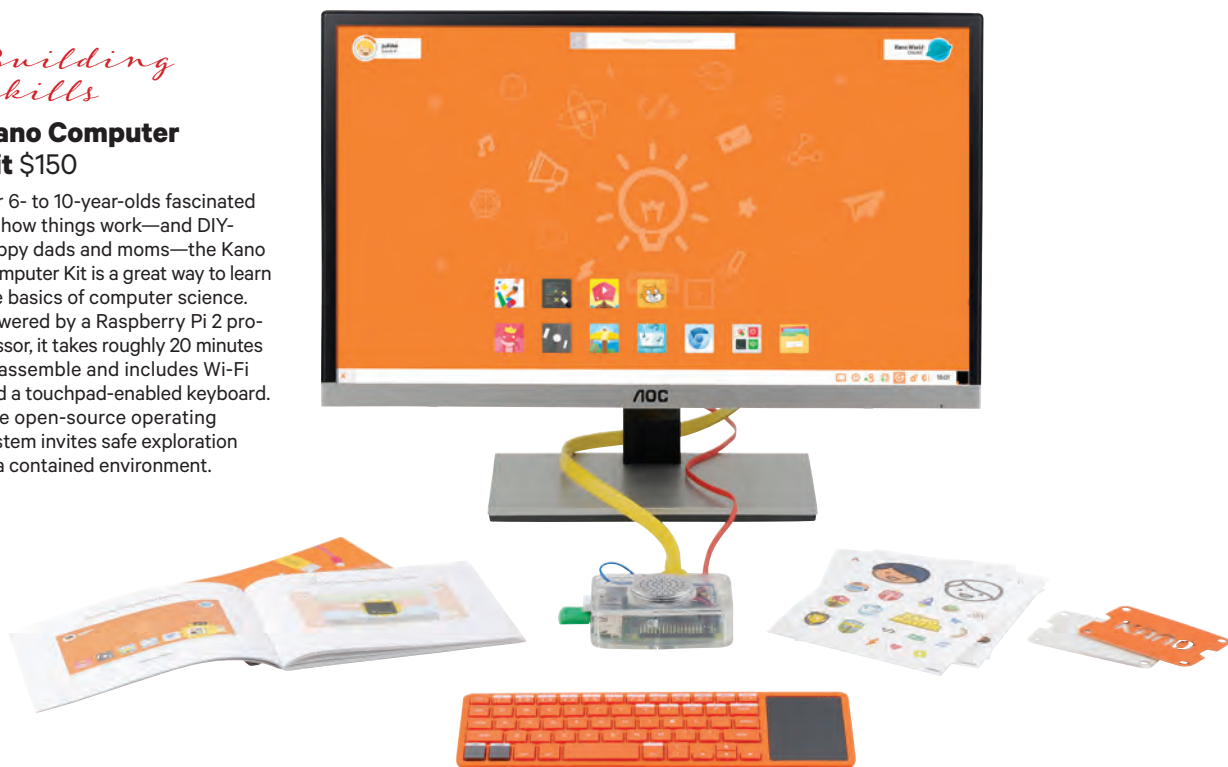 Building
kills
ano Computer
it $150
r 6- to 10-year-olds fascinated
how things work—and DIY-
ppy dads and moms—the Kano
mputer Kit is a great way to learn
e basics of computer science.
wered by a Raspberry Pi 2 pro-
ssor, it takes roughly 20 minutes
assemble and includes Wi-Fi
d a touchpad-enabled keyboard.
e open-source operating
stem invites safe exploration
a contained environment.
Kano World
AOC
Kano